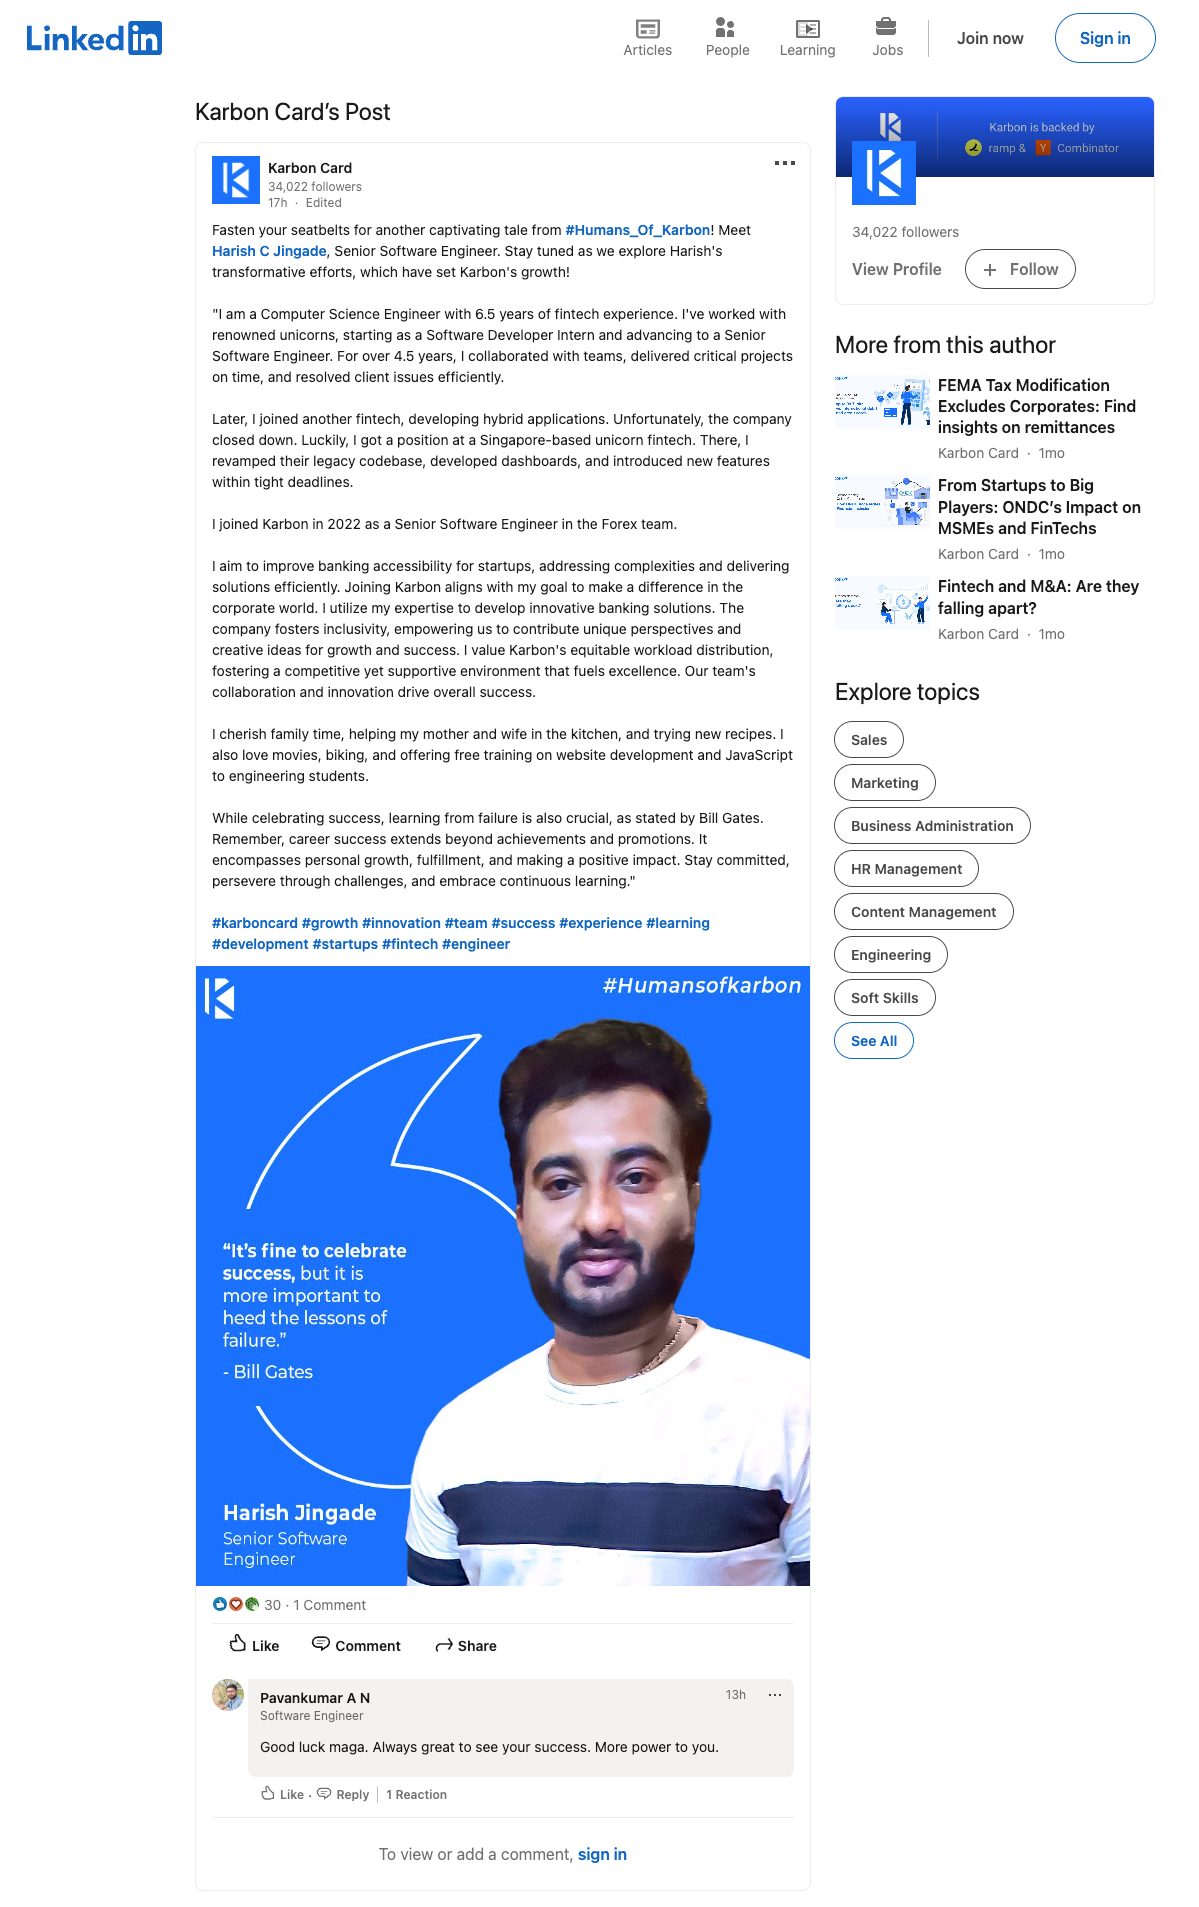 LinkedIn
Articles
People
Learning
Jobs
Join now
Sign in
Karbon Card's Post
Karbon Card
34,022 followers
17h · Edited
Fasten your seatbelts for another captivating tale from #Humans_Of_Karbon! Meet
Harish C Jingade, Senior Software Engineer. Stay tuned as we explore Harish's
transformative efforts, which have set Karbon's growth!
"I am a Computer Science Engineer with 6.5 years of fintech experience. I've worked with
renowned unicorns, starting as a Software Developer Intern and advancing to a Senior
Software Engineer. For over 4.5 years, I collaborated with teams, delivered critical projects
on time, and resolved client issues efficiently.
Later, I joined another fintech, developing hybrid applications. Unfortunately, the company
closed down. Luckily, I got a position at a Singapore-based unicorn fintech. There, I
revamped their legacy codebase, developed dashboards, and introduced new features
within tight deadlines.
I joined Karbon in 2022 as a Senior Software Engineer in the Forex team.
I aim to improve banking accessibility for startups, addressing complexities and delivering
solutions efficiently. Joining Karbon aligns with my goal to make a difference in the
corporate world. I utilize my expertise to develop innovative banking solutions. The
company fosters inclusivity, empowering us to contribute unique perspectives and
creative ideas for growth and success. I value Karbon's equitable workload distribution,
fostering a competitive yet supportive environment that fuels excellence. Our team's
collaboration and innovation drive overall success.
I cherish family time, helping my mother and wife in the kitchen, and trying new recipes. I
also love movies, biking, and offering free training on website development and JavaScript
to engineering students.
While celebrating success, learning from failure is also crucial, as stated by Bill Gates.
Remember, career success extends beyond achievements and promotions. It
encompasses personal growth, fulfillment, and making a positive impact. Stay committed,
persevere through challenges, and embrace continuous learning."
#karboncard #growth #innovation #team #success #experience #learning
#development #startups #fintech #engineer
#Humansofkarbon
“It’s fine to celebrate
success, but it is
more important to
heed the lessons of
failure.”
- Bill Gates
Harish Jingade
Senior Software
Engineer
30 · 1 Comment
Like
Comment
Share
Pavankumar A N
13h
Software Engineer
Good luck maga. Always great to see your success. More power to you.
Like · Reply
1 Reaction
To view or add a comment, sign in
Karbon is backed by
ramp & Y Combinator
34,022 followers
View Profile
+ Follow
More from this author
FEMA Tax Modification
Excludes Corporates: Find
insights on remittances
Karbon Card · 1mo
From Startups to Big
Players: ONDC’s Impact on
MSMEs and FinTechs
Karbon Card · 1mo
Fintech and M&A: Are they
falling apart?
Karbon Card · 1mo
Explore topics
Sales
Marketing
Business Administration
HR Management
Content Management
Engineering
Soft Skills
See All